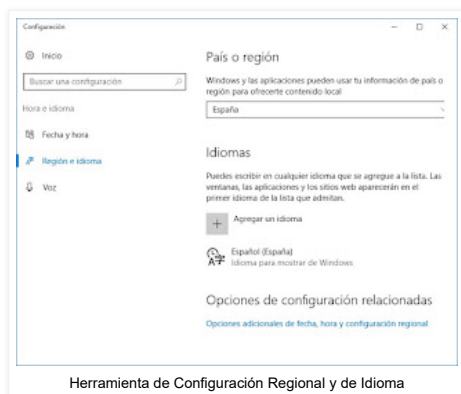 Configuración
Inicio
Buscar una configuración
Hora e idioma
Fecha y hora
Región e idioma
Voz
País o región
Windows y las aplicaciones pueden usar tu información de país o
región para ofrecerte contenido local
España
Idiomas
Puedes escribir en cualquier idioma que se agregue a la lista. Las
ventanas, las aplicaciones y los sitios web aparecerán en el
primer idioma de la lista que admitan.
Agregar un idioma
Español (España)
Idioma para mostrar de Windows
Opciones de configuración relacionadas
Opciones adicionales de fecha, hora y configuración regional
Herramienta de Configuración Regional y de Idioma